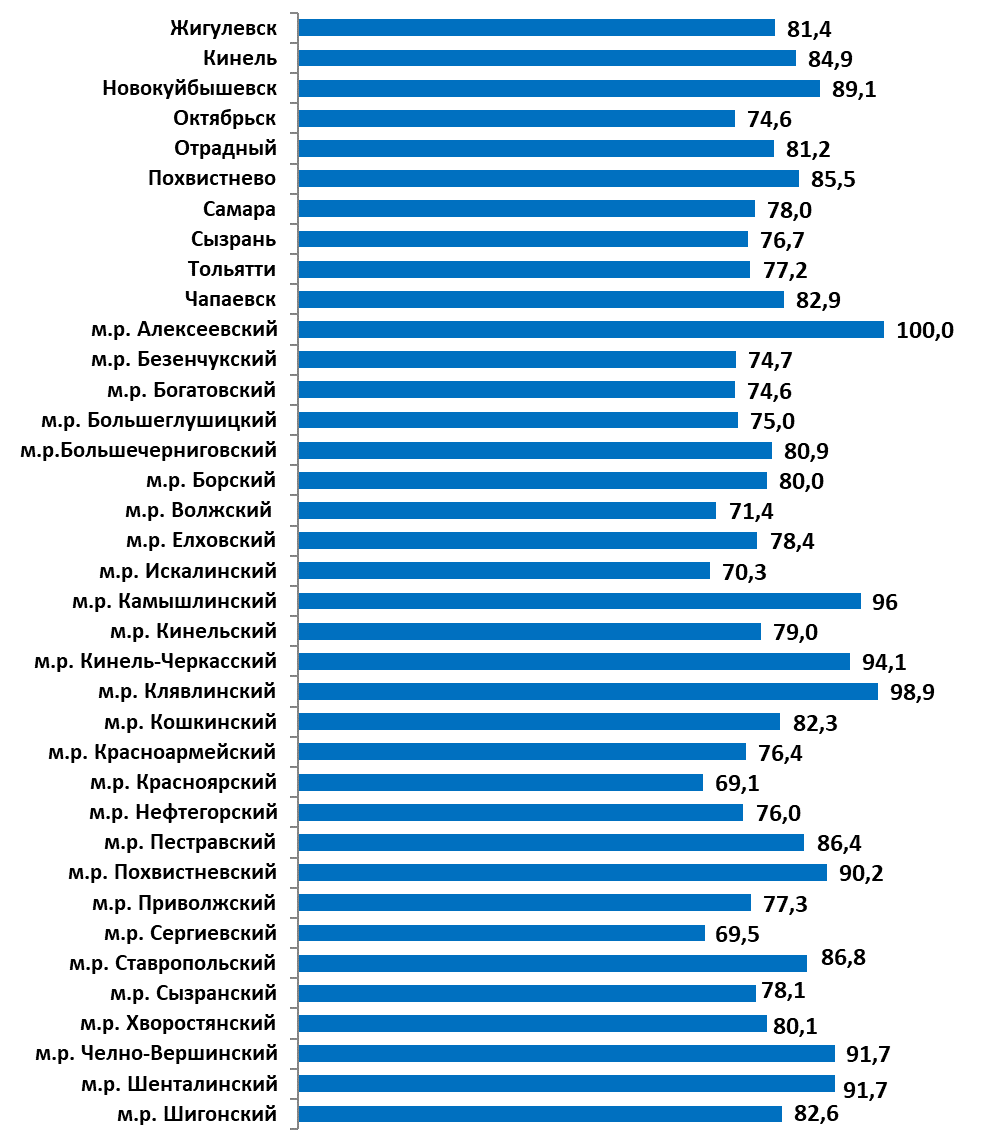 Жигулевск 81,4
Кинель 84,9
Новокуйбышевск 89,1
Октябрьск 74,6
Отрадный 81,2
Похвистнево 85,5
Самара 78,0
Сызрань 76,7
Тольятти 77,2
Чапаевск 82,9
м.р. Алексеевский 100,0
м.р. Безенчукский 74,7
м.р. Богатовский 74,6
м.р. Большеглушицкий 75,0
м.р.Большечерниговский 80,9
м.р. Борский 80,0
м.р. Волжский 71,4
м.р. Елховский 78,4
м.р. Искалинский 70,3
м.р. Камышлинский 96
м.р. Кинельский 79,0
м.р. Кинель-Черкасский 94,1
м.р. Клявлинский 98,9
м.р. Кошкинский 82,3
м.р. Красноармейский 76,4
м.р. Красноярский 69,1
м.р. Нефтегорский 76,0
м.р. Пестравский 86,4
м.р. Похвистневский 90,2
м.р. Приволжский 77,3
м.р. Сергиевский 69,5
м.р. Ставропольский 86,8
м.р. Сызранский 78,1
м.р. Хворостянский 80,1
м.р. Челно-Вершинский 91,7
м.р. Шенталинский 91,7
м.р. Шигонский 82,6